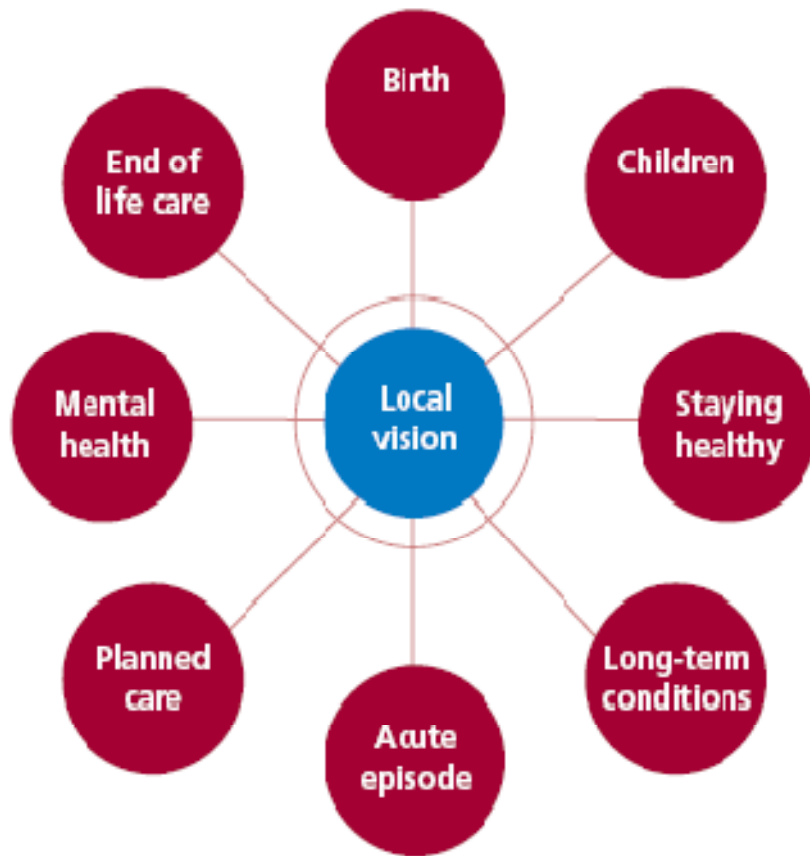 Birth
Children
Staying
healthy
Long-term
conditions
Acute
episode
Planned
care
Mental
health
End of
life care
Local
vision